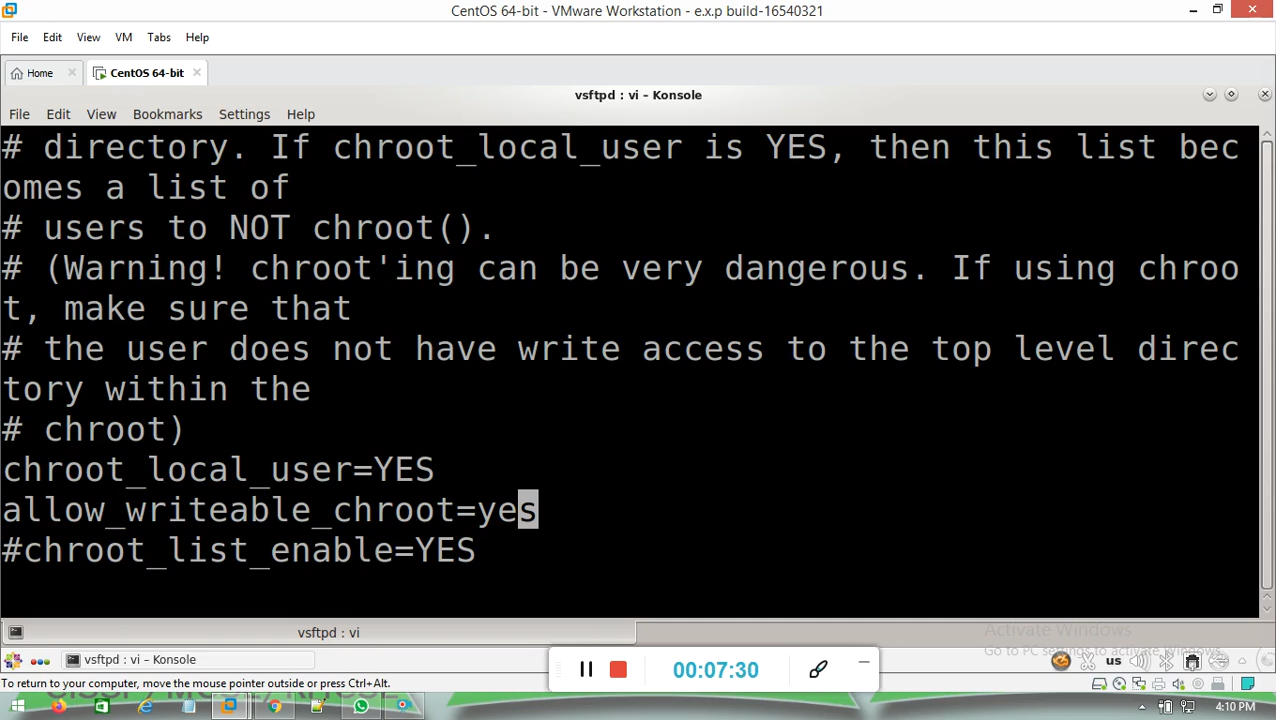 CentOS 64-bit - VMware Workstation - e.x.p build-16540321
File Edit View VM Tabs Help
Home CentOS 64-bit
vsftpd : vi – Konsole
File Edit View Bookmarks Settings Help
# directory. If chroot_local_user is YES, then this list bec
omes a list of
# users to NOT chroot().
# (Warning! chroot'ing can be very dangerous. If using chroo
t, make sure that
# the user does not have write access to the top level direc
tory within the
# chroot)
chroot_local_user=YES
allow_writeable_chroot=yes
#chroot_list_enable=YES
vsftpd : vi
Activate Windows
Go to PC settings to activate Windows.
vsftpd : vi – Konsole
00:07:30
us
To return to your computer, move the mouse pointer outside or press Ctrl+Alt.
4:10 PM